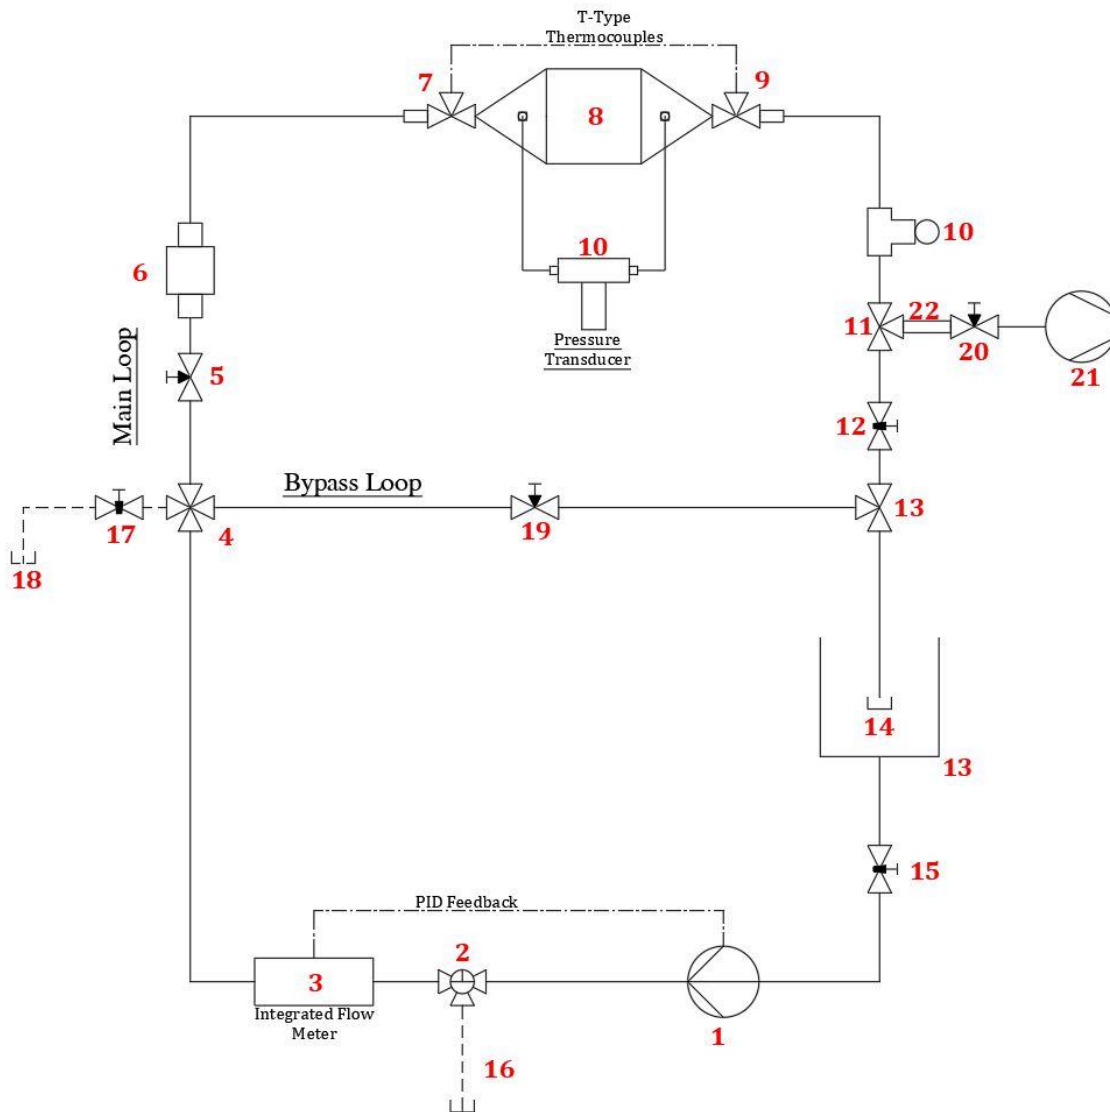 T-Type
Thermocouples
7
9
8
10
6
10
Pressure
Transducer
22
11
20
21
5
Main Loop
12
Bypass Loop
13
17
4
19
18
14
13
15
PID Feedback
2
3
Integrated Flow
Meter
1
16